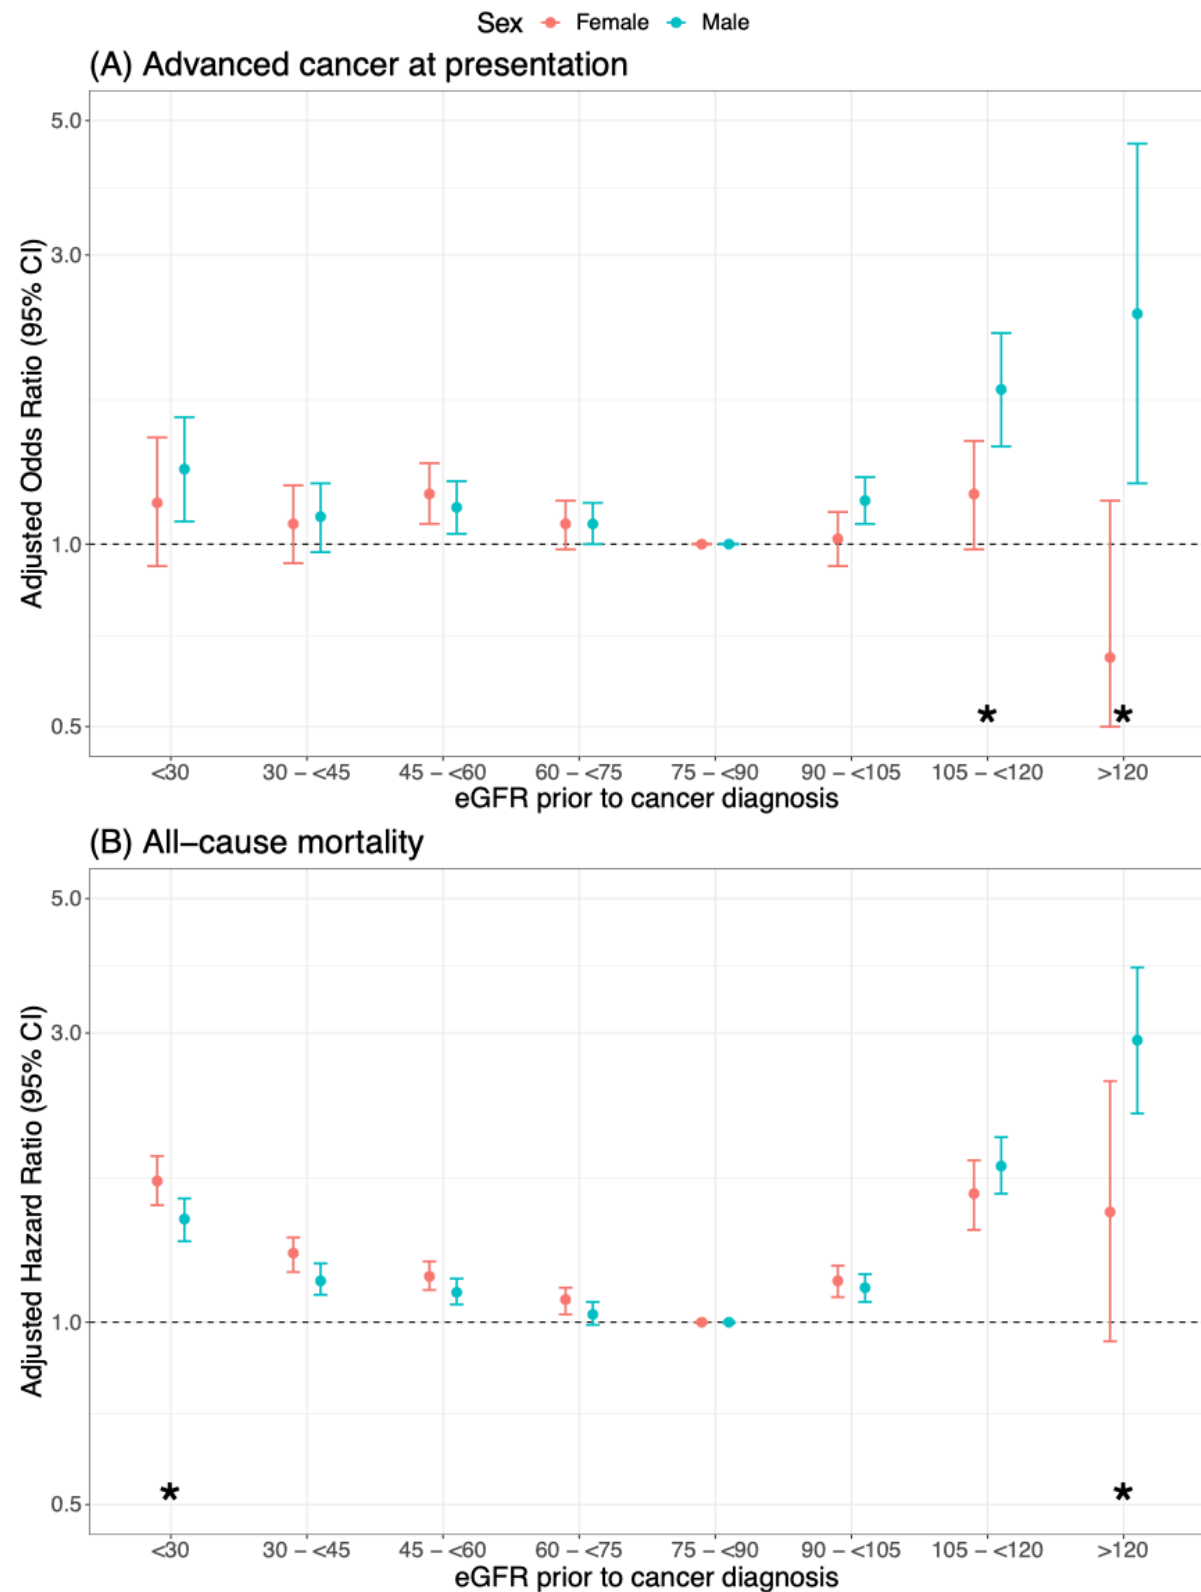 Sex Female Male
(A) Advanced cancer at presentation
Adjusted Odds Ratio (95% CI)
5.0
3.0
1.0
0.5
* *
<30 30 – <45 45 – <60 60 – <75 75 – <90 90 – <105 105 – <120 >120
eGFR prior to cancer diagnosis
(B) All–cause mortality
Adjusted Hazard Ratio (95% CI)
5.0
3.0
1.0
0.5
* *
<30 30 – <45 45 – <60 60 – <75 75 – <90 90 – <105 105 – <120 >120
eGFR prior to cancer diagnosis